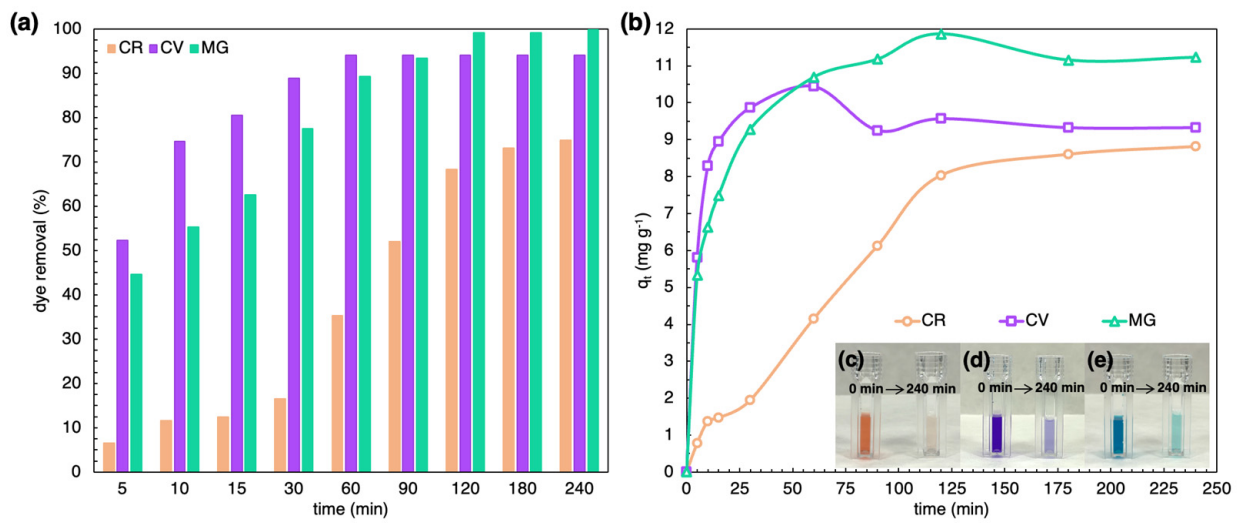 (a)
100
90
80
70
60
50
40
30
20
10
0
dye removal (%)
CR CV MG
5 10 15 30 60 90 120 180 240
time (min)
(b)
12
11
10
9
8
7
6
5
4
3
2
1
0
qt (mg g-1)
CR CV MG
(c) (d) (e)
0 min → 240 min 0 min → 240 min 0 min → 240 min
0 25 50 75 100 125 150 175 200 225 250
time (min)